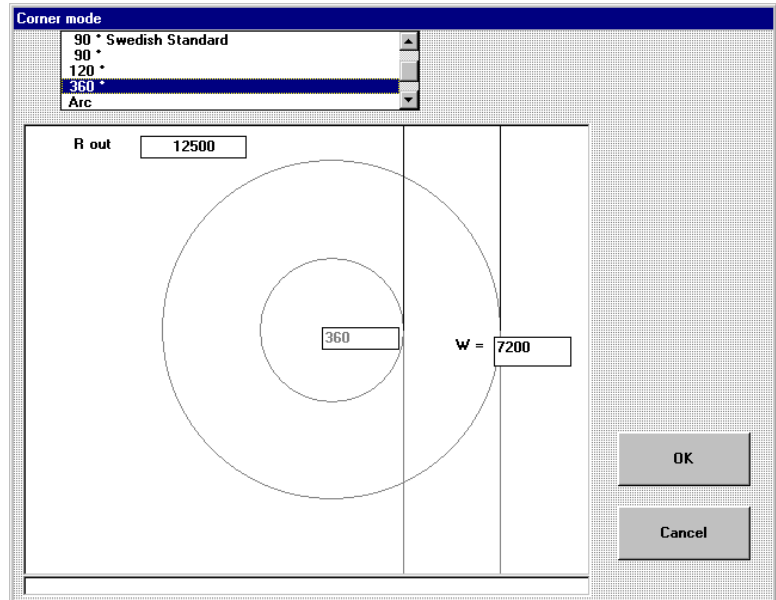 Corner mode
90 ° Swedish Standard
90 °
120 °
360 °
Arc
R out 12500
360
W = 7200
OK
Cancel